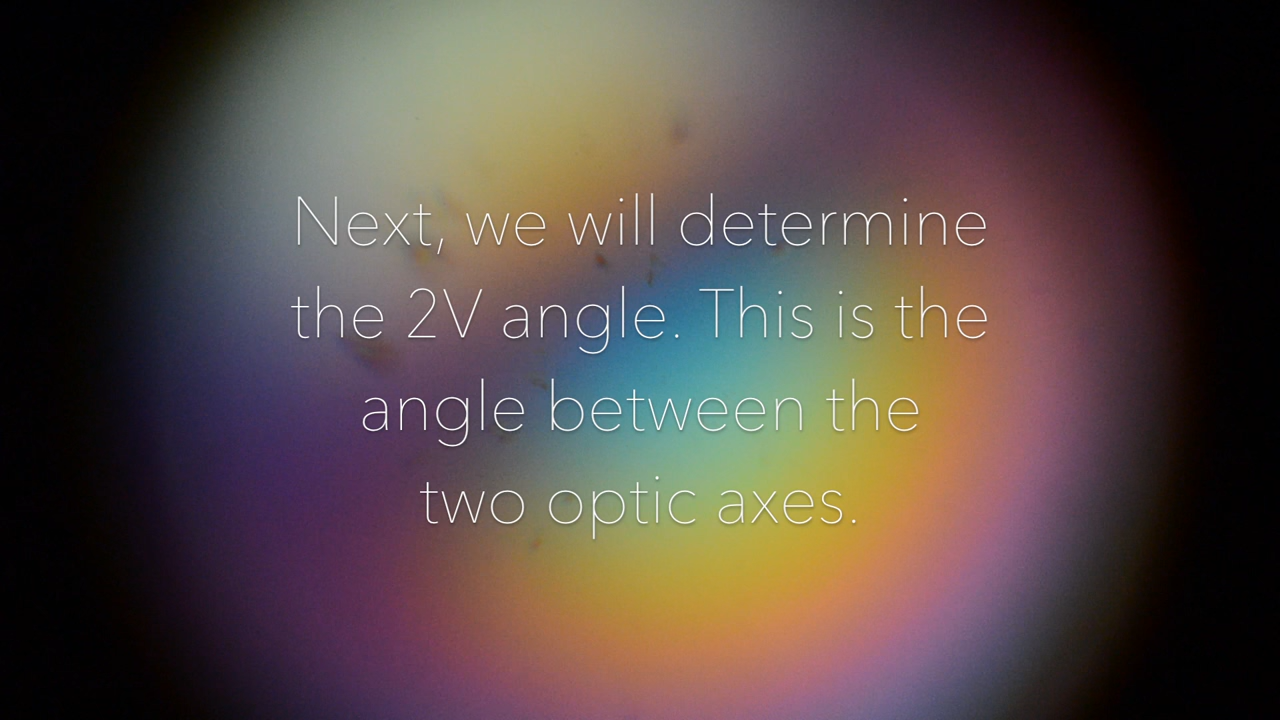 Next, we will determine
the 2V angle. This is the
angle between the
two optic axes.